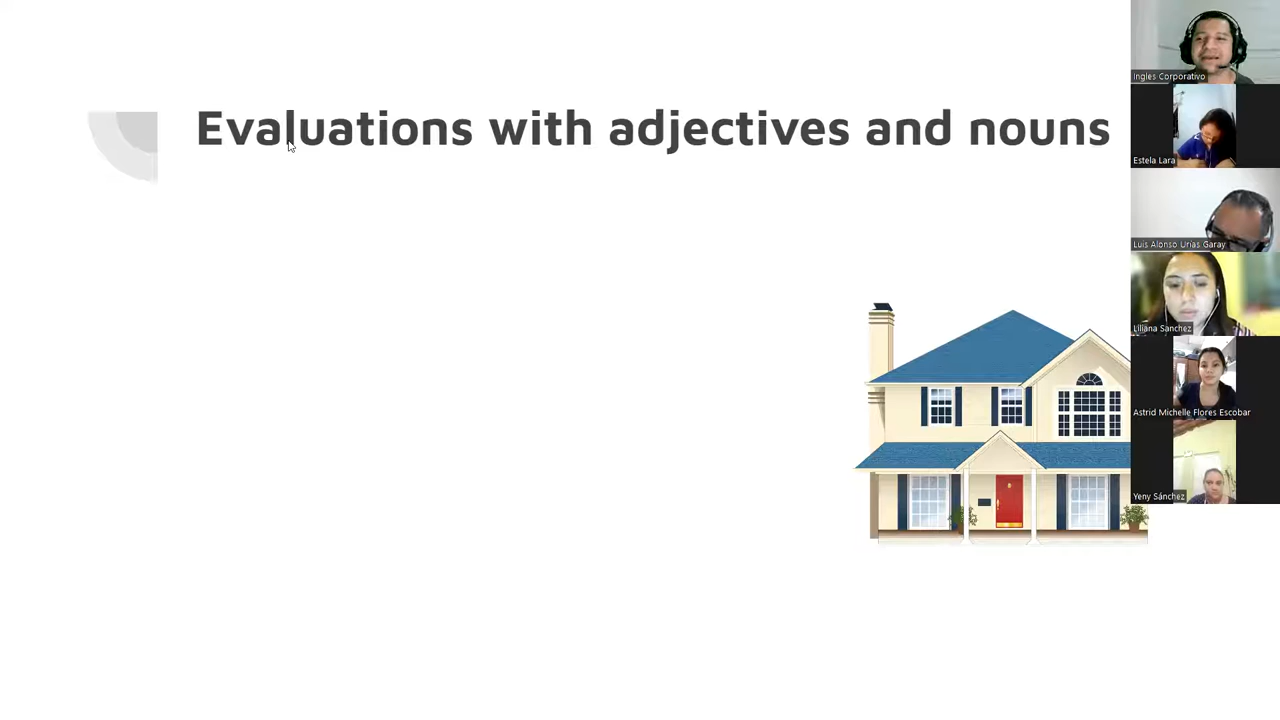 Evaluations with adjectives and nouns
Ingles Corporativo
Estela Lara
Luis Alonso Urías Garay
Liliana Sanchez
Astrid Michelle Flores Escobar
Yeny Sánchez